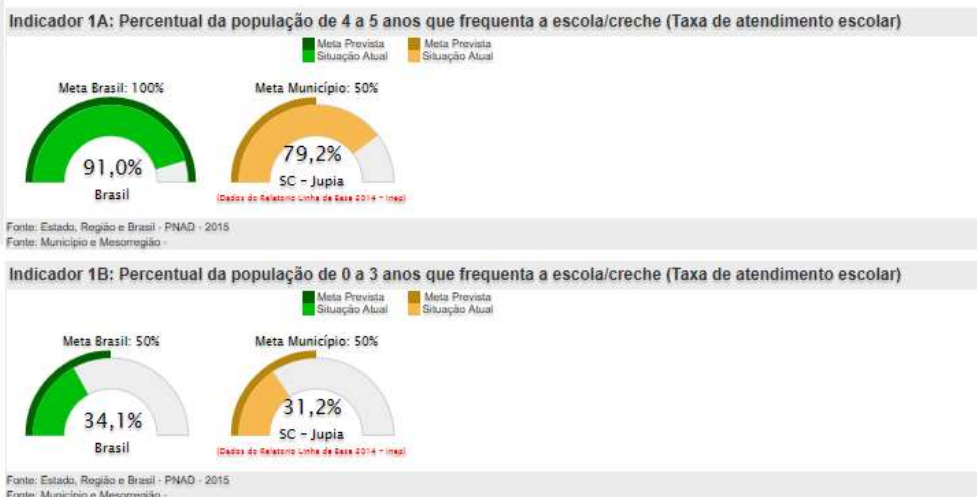 Indicador 1A: Percentual da população de 4 a 5 anos que frequenta a escola/creche (Taxa de atendimento escolar)
Meta Prevista Meta Prevista
Situação Atual Situação Atual
Meta Brasil: 100% Meta Município: 50%
91,0% 79,2%
Brasil SC - Jupia
(Dados do Relatorio Linha de Base 2014 - Inep)
Fonte: Estado, Região e Brasil - PNAD - 2015
Fonte: Município e Mesorregião -
Indicador 1B: Percentual da população de 0 a 3 anos que frequenta a escola/creche (Taxa de atendimento escolar)
Meta Prevista Meta Prevista
Situação Atual Situação Atual
Meta Brasil: 50% Meta Município: 50%
34,1% 31,2%
Brasil SC - Jupia
(Dados do Relatorio Linha de Base 2014 - Inep)
Fonte: Estado, Região e Brasil - PNAD - 2015
Fonte: Município e Mesorregião -